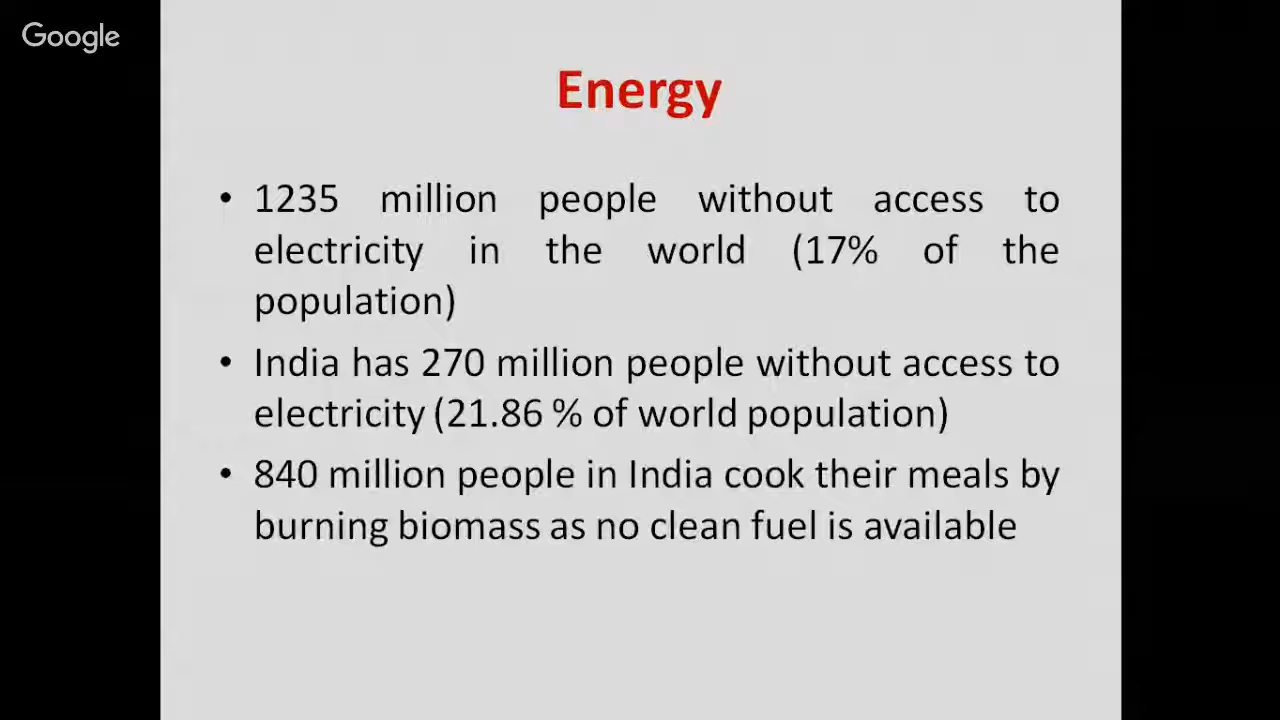 Google
Energy
• 1235 million people without access to
electricity in the world (17% of the
population)
• India has 270 million people without access to
electricity (21.86 % of world population)
• 840 million people in India cook their meals by
burning biomass as no clean fuel is available